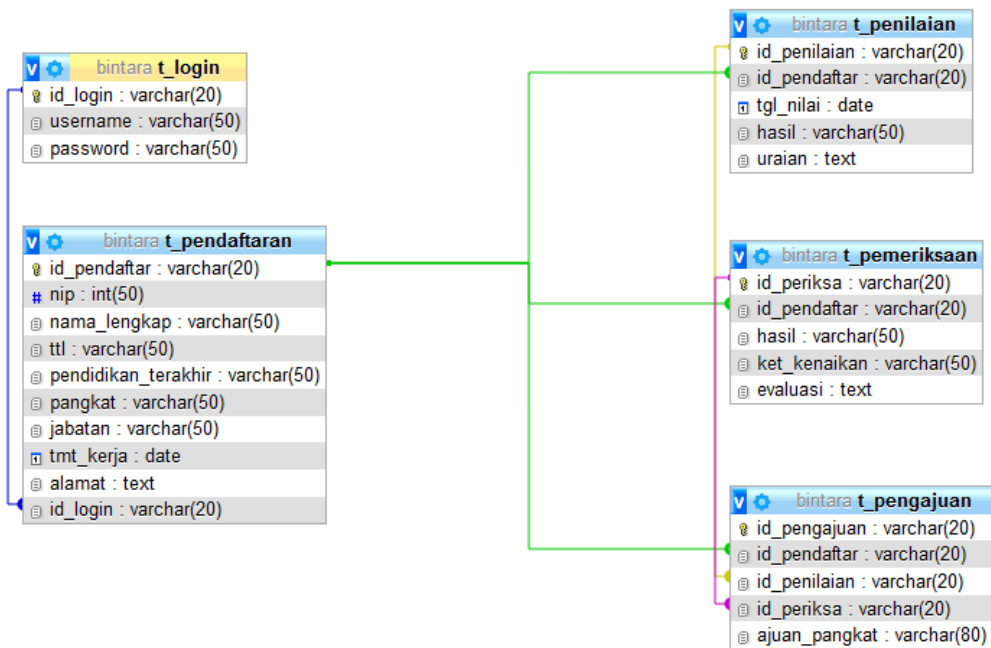 bintara t_login
id_login : varchar(20)
username : varchar(50)
password : varchar(50)
bintara t_pendaftaran
id_pendaftar : varchar(20)
# nip : int(50)
nama_lengkap : varchar(50)
ttl : varchar(50)
pendidikan_terakhir : varchar(50)
pangkat : varchar(50)
jabatan : varchar(50)
tmt_kerja : date
alamat : text
id_login : varchar(20)
bintara t_penilaian
id_penilaian : varchar(20)
id_pendaftar : varchar(20)
tgl_nilai : date
hasil : varchar(50)
uraian : text
bintara t_pemeriksaan
id_periksa : varchar(20)
id_pendaftar : varchar(20)
hasil : varchar(50)
ket_kenaikan : varchar(50)
evaluasi : text
bintara t_pengajuan
id_pengajuan : varchar(20)
id_pendaftar : varchar(20)
id_penilaian : varchar(20)
id_periksa : varchar(20)
ajuan_pangkat : varchar(80)